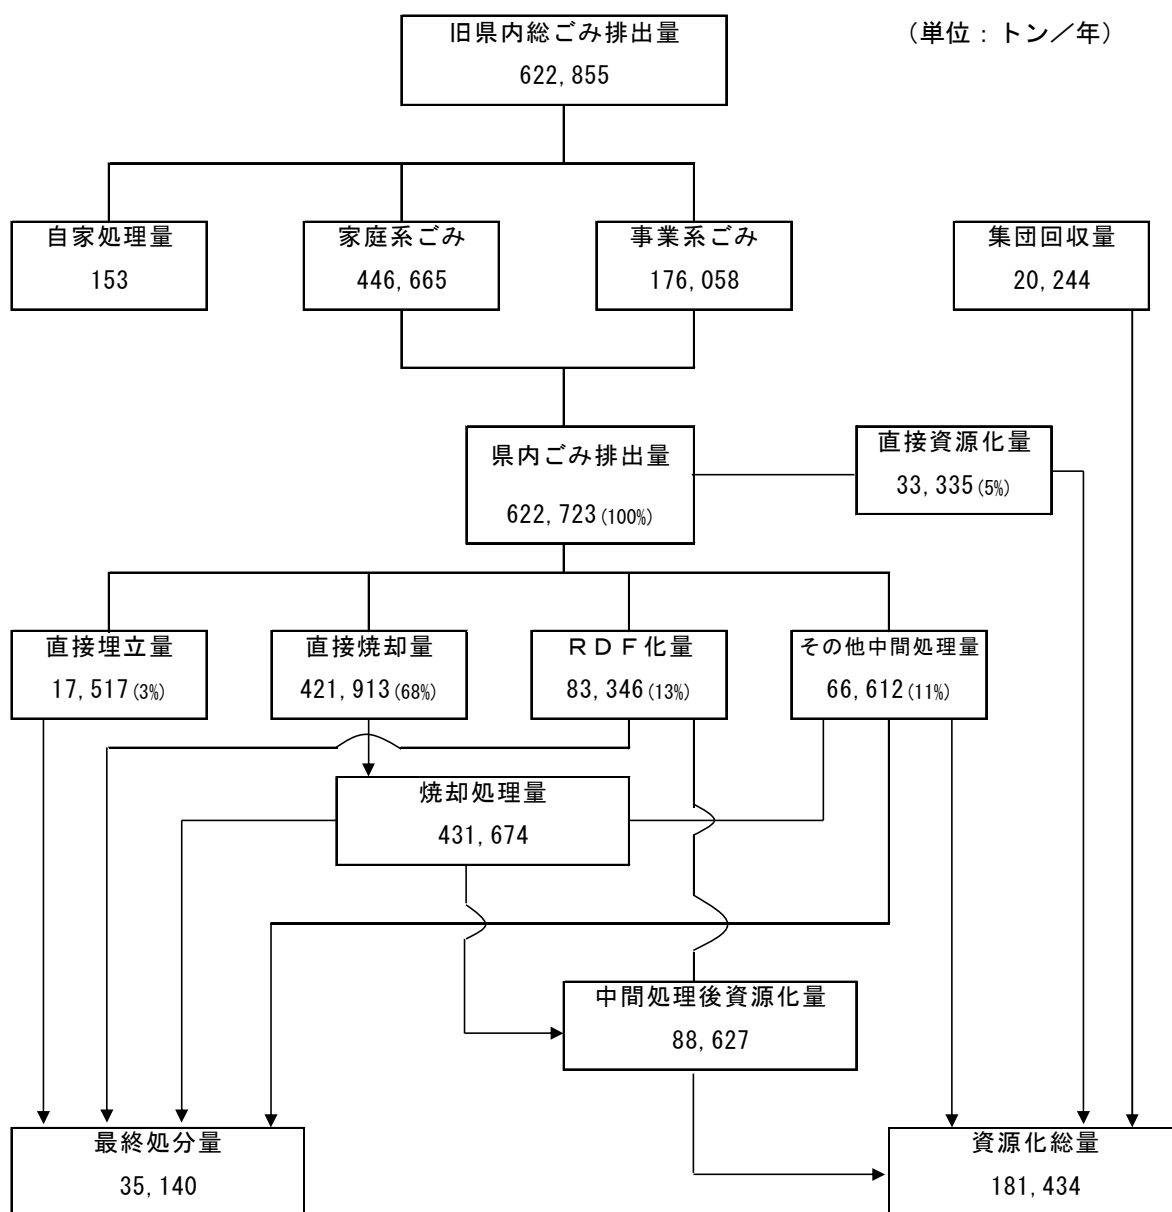 旧県内総ごみ排出量
622,855
(単位：トン／年)
自家処理量
153
家庭系ごみ
446,665
事業系ごみ
176,058
集団回収量
20,244
県内ごみ排出量
622,723(100%)
直接資源化量
33,335(5%)
直接埋立量
17,517(3%)
直接焼却量
421,913(68%)
ＲＤＦ化量
83,346(13%)
その他中間処理量
66,612(11%)
焼却処理量
431,674
中間処理後資源化量
88,627
最終処分量
35,140
資源化総量
181,434